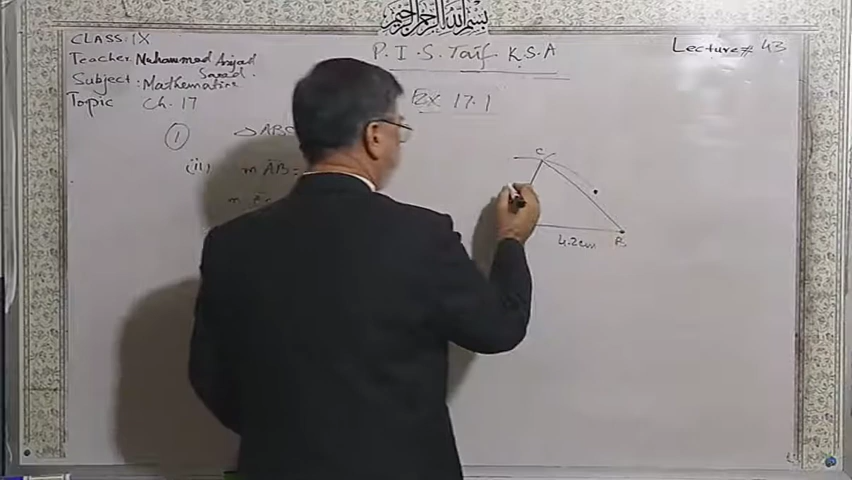 بسم الله الرحمن الرحيم
CLASS: IX
P.I.S. Taif K.S.A
Lecture # 43
Teacher: Muhammad Amjad
Saeed.
Subject: Mathematics
Topic Ch. 17
Ex 17.1
① △ABC
(ii) m AB =
m
C
4.2cm B